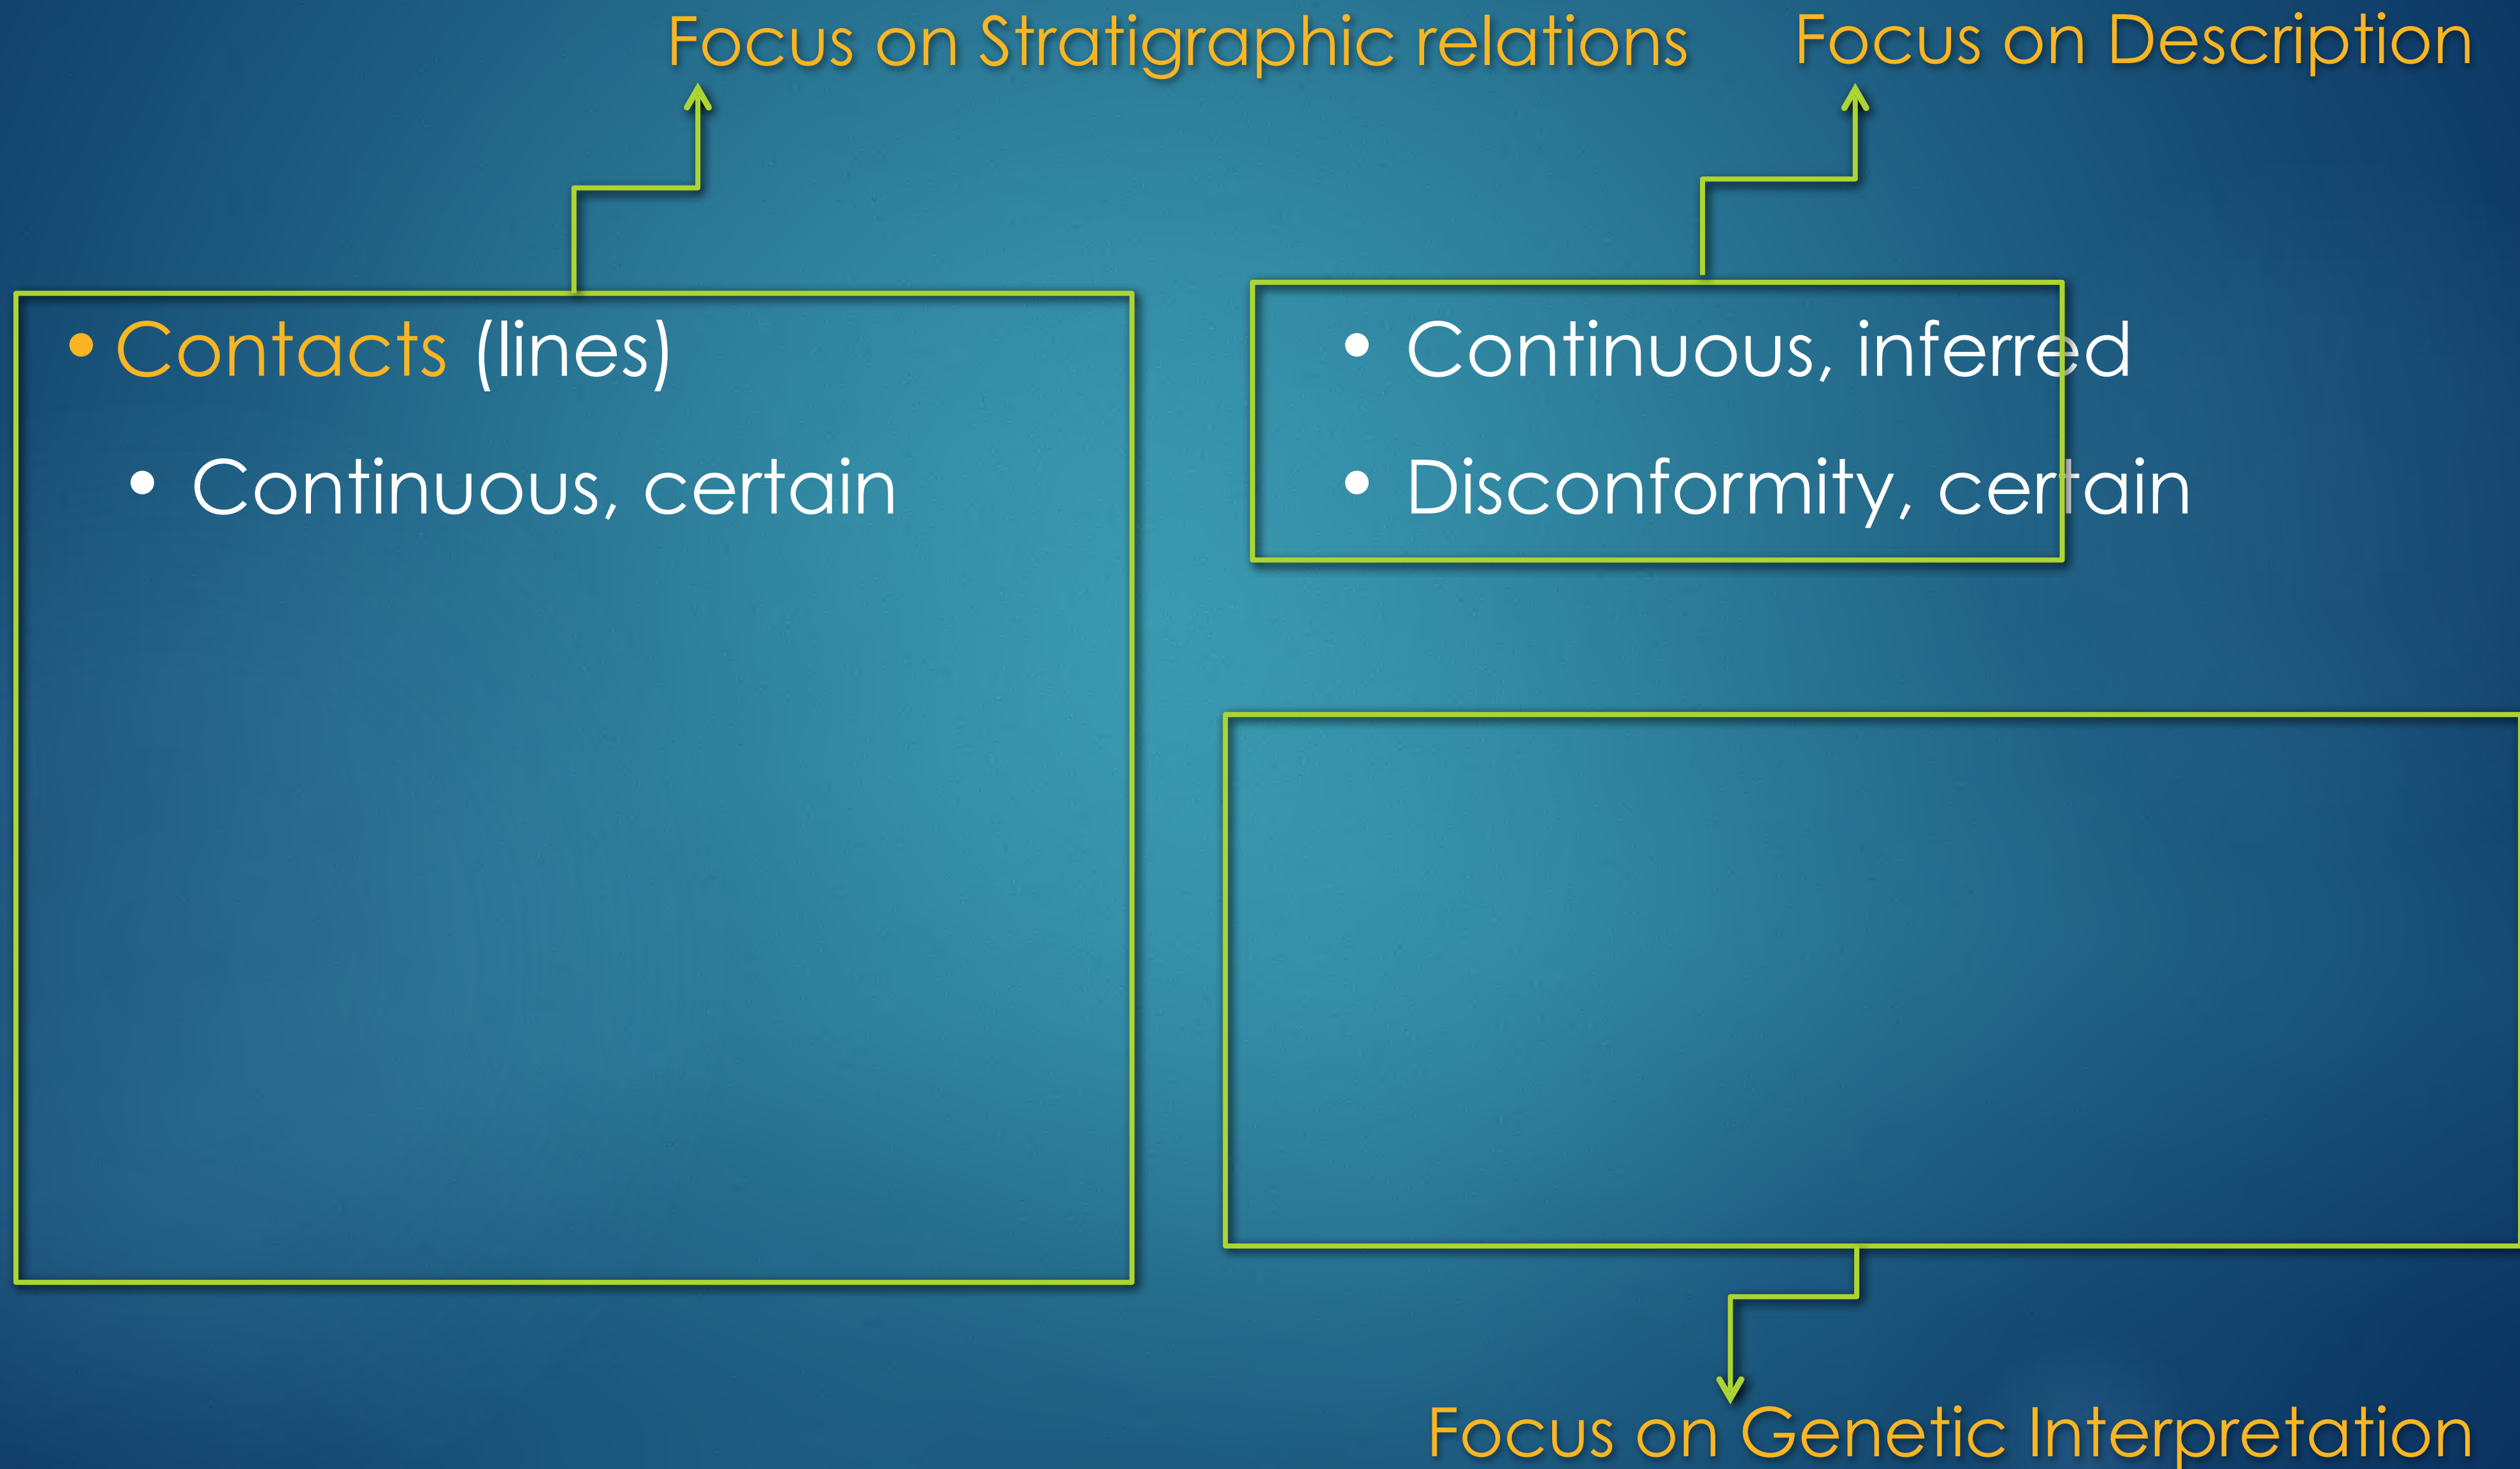 Focus on Stratigraphic relations
Focus on Description
• Contacts (lines)
• Continuous, certain
• Continuous, inferred
• Disconformity, certain
Focus on Genetic Interpretation